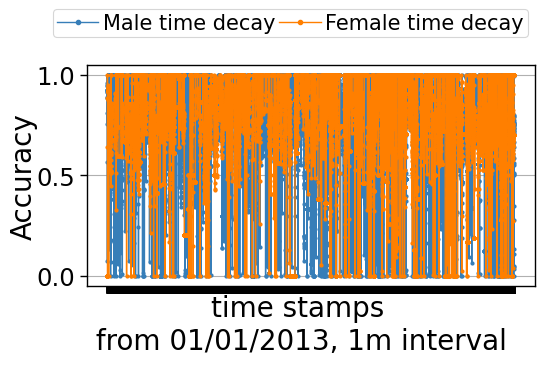 Male time decay Female time decay
1.0
0.5
0.0
Accuracy
time stamps
from 01/01/2013, 1m interval